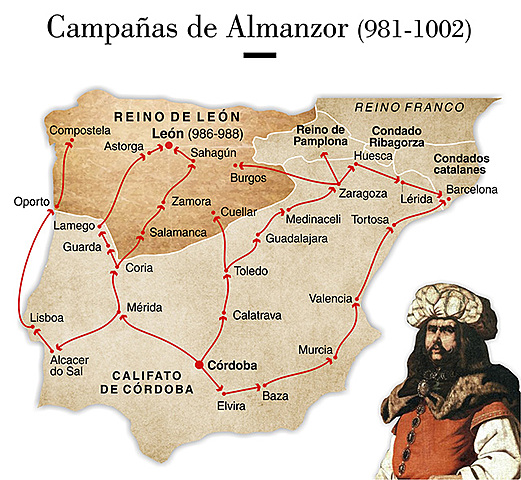 Campañas de Almanzor (981-1002)
REINO FRANCO
REINO DE LEÓN
León (986-988)
Compostela
Astorga
Sahagún
Burgos
Reino de
Pamplona
Condado
Ribagorza
Huesca
Condados
catalanes
Barcelona
Lérida
Zaragoza
Tortosa
Oporto
Lamego
Guarda
Zamora
Salamanca
Cuellar
Medinaceli
Guadalajara
Coria
Toledo
Mérida
Calatrava
Valencia
Lisboa
Alcacer
do Sal
Murcia
CALIFATO
DE CÓRDOBA
Córdoba
Elvira
Baza